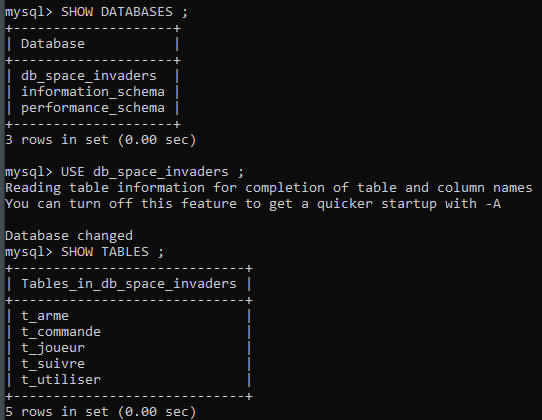 mysql> SHOW DATABASES ;
+--------------------+
| Database           |
+--------------------+
| db_space_invaders  |
| information_schema |
| performance_schema |
+--------------------+
3 rows in set (0.00 sec)

mysql> USE db_space_invaders ;
Reading table information for completion of table and column names
You can turn off this feature to get a quicker startup with -A

Database changed
mysql> SHOW TABLES ;
+-----------------------------+
| Tables_in_db_space_invaders |
+-----------------------------+
| t_arme                      |
| t_commande                  |
| t_joueur                    |
| t_suivre                    |
| t_utiliser                  |
+-----------------------------+
5 rows in set (0.00 sec)